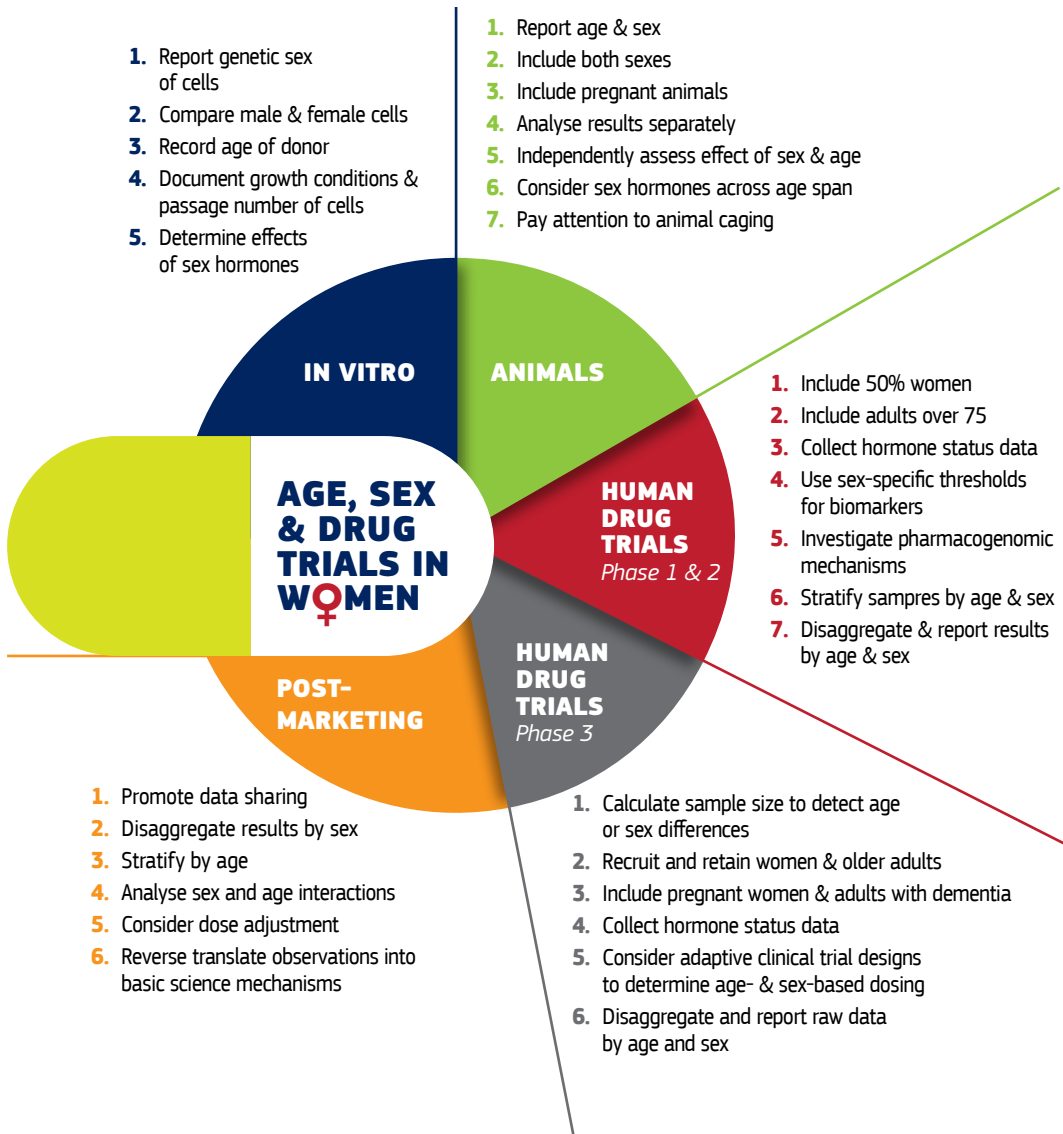 1. Report genetic sex
of cells
2. Compare male & female cells
3. Record age of donor
4. Document growth conditions &
passage number of cells
5. Determine effects
of sex hormones
1. Report age & sex
2. Include both sexes
3. Include pregnant animals
4. Analyse results separately
5. Independently assess effect of sex & age
6. Consider sex hormones across age span
7. Pay attention to animal caging
IN VITRO
ANIMALS
1. Include 50% women
2. Include adults over 75
3. Collect hormone status data
4. Use sex-specific thresholds
for biomarkers
5. Investigate pharmacogenomic
mechanisms
6. Stratify sampres by age & sex
7. Disaggregate & report results
by age & sex
HUMAN
DRUG
TRIALS
Phase 1 & 2
AGE, SEX
& DRUG
TRIALS IN
W♀MEN
HUMAN
DRUG
TRIALS
Phase 3
POST-
MARKETING
1. Promote data sharing
2. Disaggregate results by sex
3. Stratify by age
4. Analyse sex and age interactions
5. Consider dose adjustment
6. Reverse translate observations into
basic science mechanisms
1. Calculate sample size to detect age
or sex differences
2. Recruit and retain women & older adults
3. Include pregnant women & adults with dementia
4. Collect hormone status data
5. Consider adaptive clinical trial designs
to determine age- & sex-based dosing
6. Disaggregate and report raw data
by age and sex